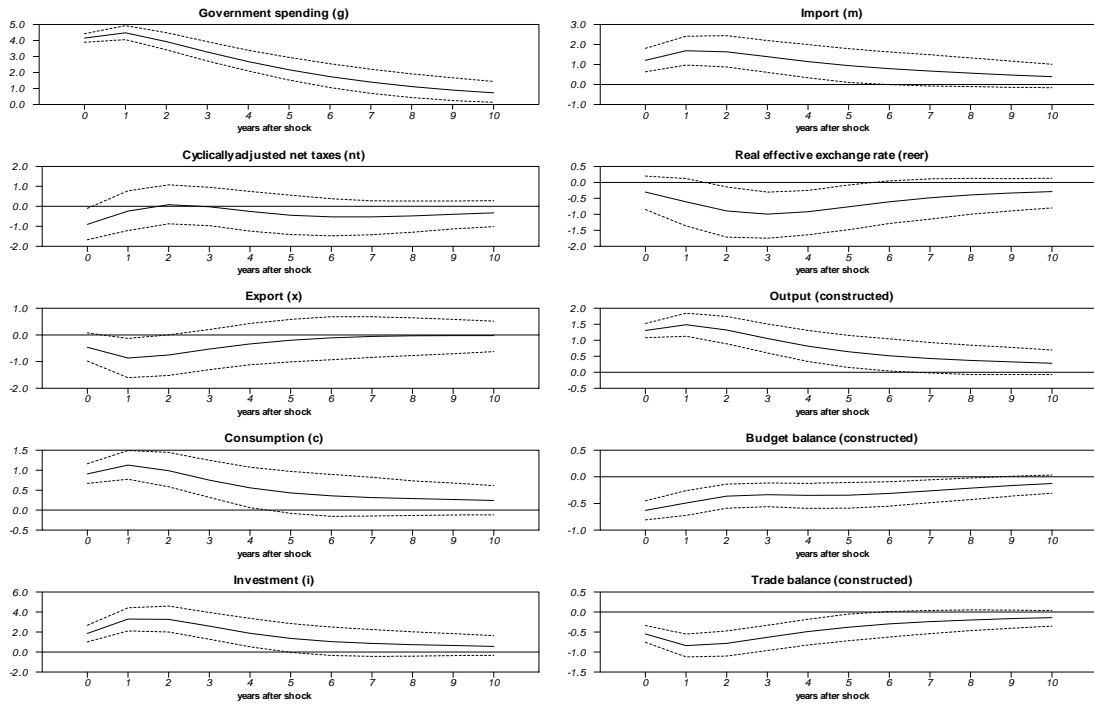 Government spending (g)
5.0
4.0
3.0
2.0
1.0
0.0
0 1 2 3 4 5 6 7 8 9 10
years after shock
Import (m)
3.0
2.0
1.0
0.0
-1.0
0 1 2 3 4 5 6 7 8 9 10
years after shock
Cyclically adjusted net taxes (nt)
2.0
1.0
0.0
-1.0
-2.0
0 1 2 3 4 5 6 7 8 9 10
years after shock
Real effective exchange rate (reer)
0.5
0.0
-0.5
-1.0
-1.5
-2.0
0 1 2 3 4 5 6 7 8 9 10
years after shock
Export (x)
1.0
0.0
-1.0
-2.0
0 1 2 3 4 5 6 7 8 9 10
years after shock
Output (constructed)
2.0
1.5
1.0
0.5
0.0
-0.5
0 1 2 3 4 5 6 7 8 9 10
years after shock
Consumption (c)
1.5
1.0
0.5
0.0
-0.5
0 1 2 3 4 5 6 7 8 9 10
years after shock
Budget balance (constructed)
0.5
0.0
-0.5
-1.0
0 1 2 3 4 5 6 7 8 9 10
years after shock
Investment (i)
6.0
4.0
2.0
0.0
-2.0
0 1 2 3 4 5 6 7 8 9 10
years after shock
Trade balance (constructed)
0.5
0.0
-0.5
-1.0
-1.5
0 1 2 3 4 5 6 7 8 9 10
years after shock